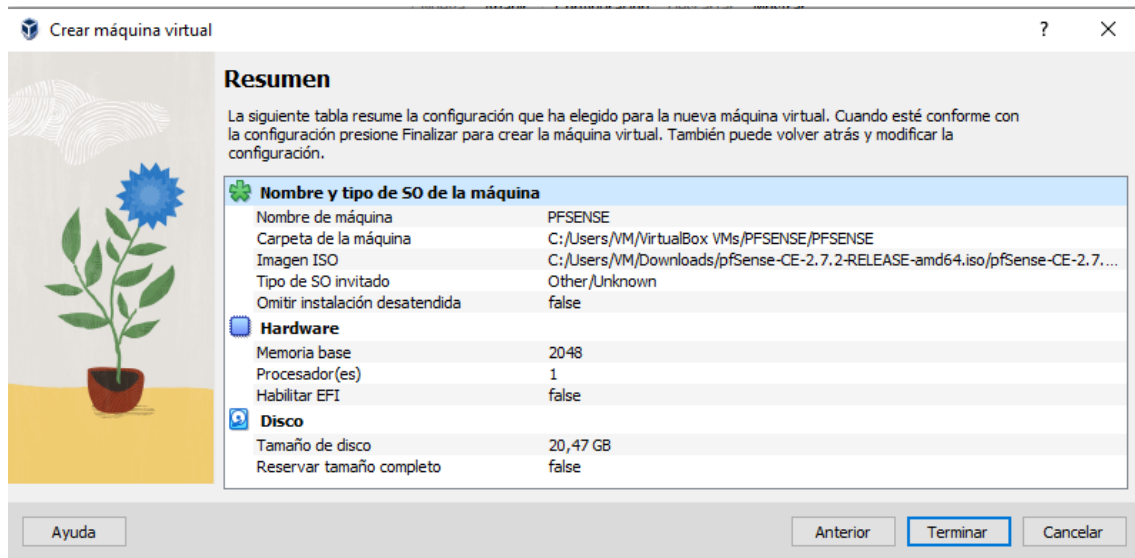 Crear máquina virtual
?
Resumen
La siguiente tabla resume la configuración que ha elegido para la nueva máquina virtual. Cuando esté conforme con
la configuración presione Finalizar para crear la máquina virtual. También puede volver atrás y modificar la
configuración.
Nombre y tipo de SO de la máquina
Nombre de máquina PFSENSE
Carpeta de la máquina C:/Users/VM/VirtualBox VMs/PFSENSE/PFSENSE
Imagen ISO C:/Users/VM/Downloads/pfSense-CE-2.7.2-RELEASE-amd64.iso/pfSense-CE-2.7....
Tipo de SO invitado Other/Unknown
Omitir instalación desatendida false
Hardware
Memoria base 2048
Procesador(es) 1
Habilitar EFI false
Disco
Tamaño de disco 20,47 GB
Reservar tamaño completo false
Ayuda Anterior Terminar Cancelar